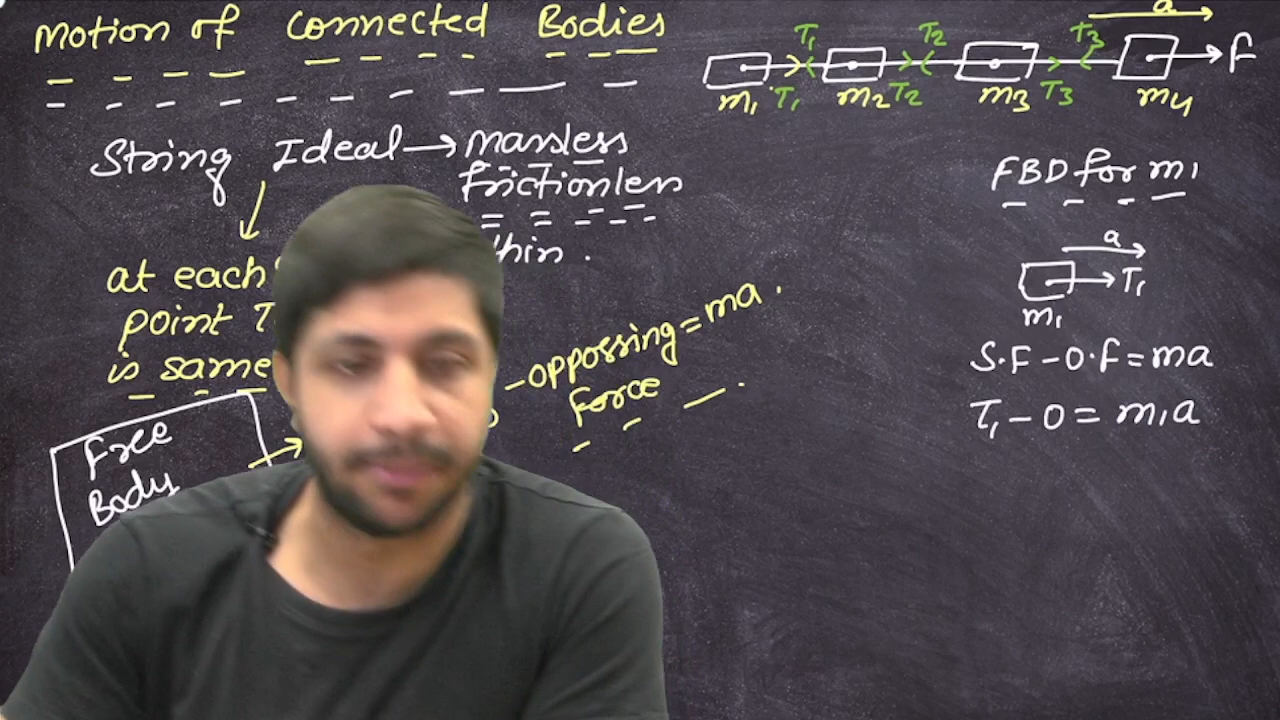 Motion of Connected Bodies
String Ideal → massless
frictionless
thin.
at each
point T
is same
Free
Body
-oppossing = ma.
Force
T1 T2 T3 a
F
T1 T2 T3
m1 m2 m3 m4
FBD for m1
a
T1
m1
S.F - O.F = ma
T1 - 0 = m1a